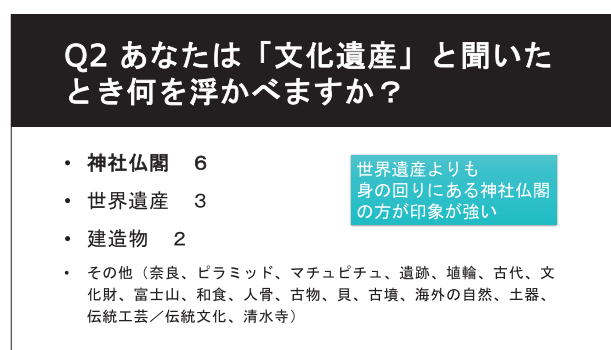 Q2 あなたは「文化遺産」と聞いた
とき何を浮かべますか？
• 神社仏閣　６
• 世界遺産　３
• 建造物　２
• その他（奈良、ピラミッド、マチュピチュ、遺跡、埴輪、古代、文
化財、富士山、和食、人骨、古物、貝、古墳、海外の自然、土器、
伝統工芸／伝統文化、清水寺）
世界遺産よりも
身の回りにある神社仏閣
の方が印象が強い